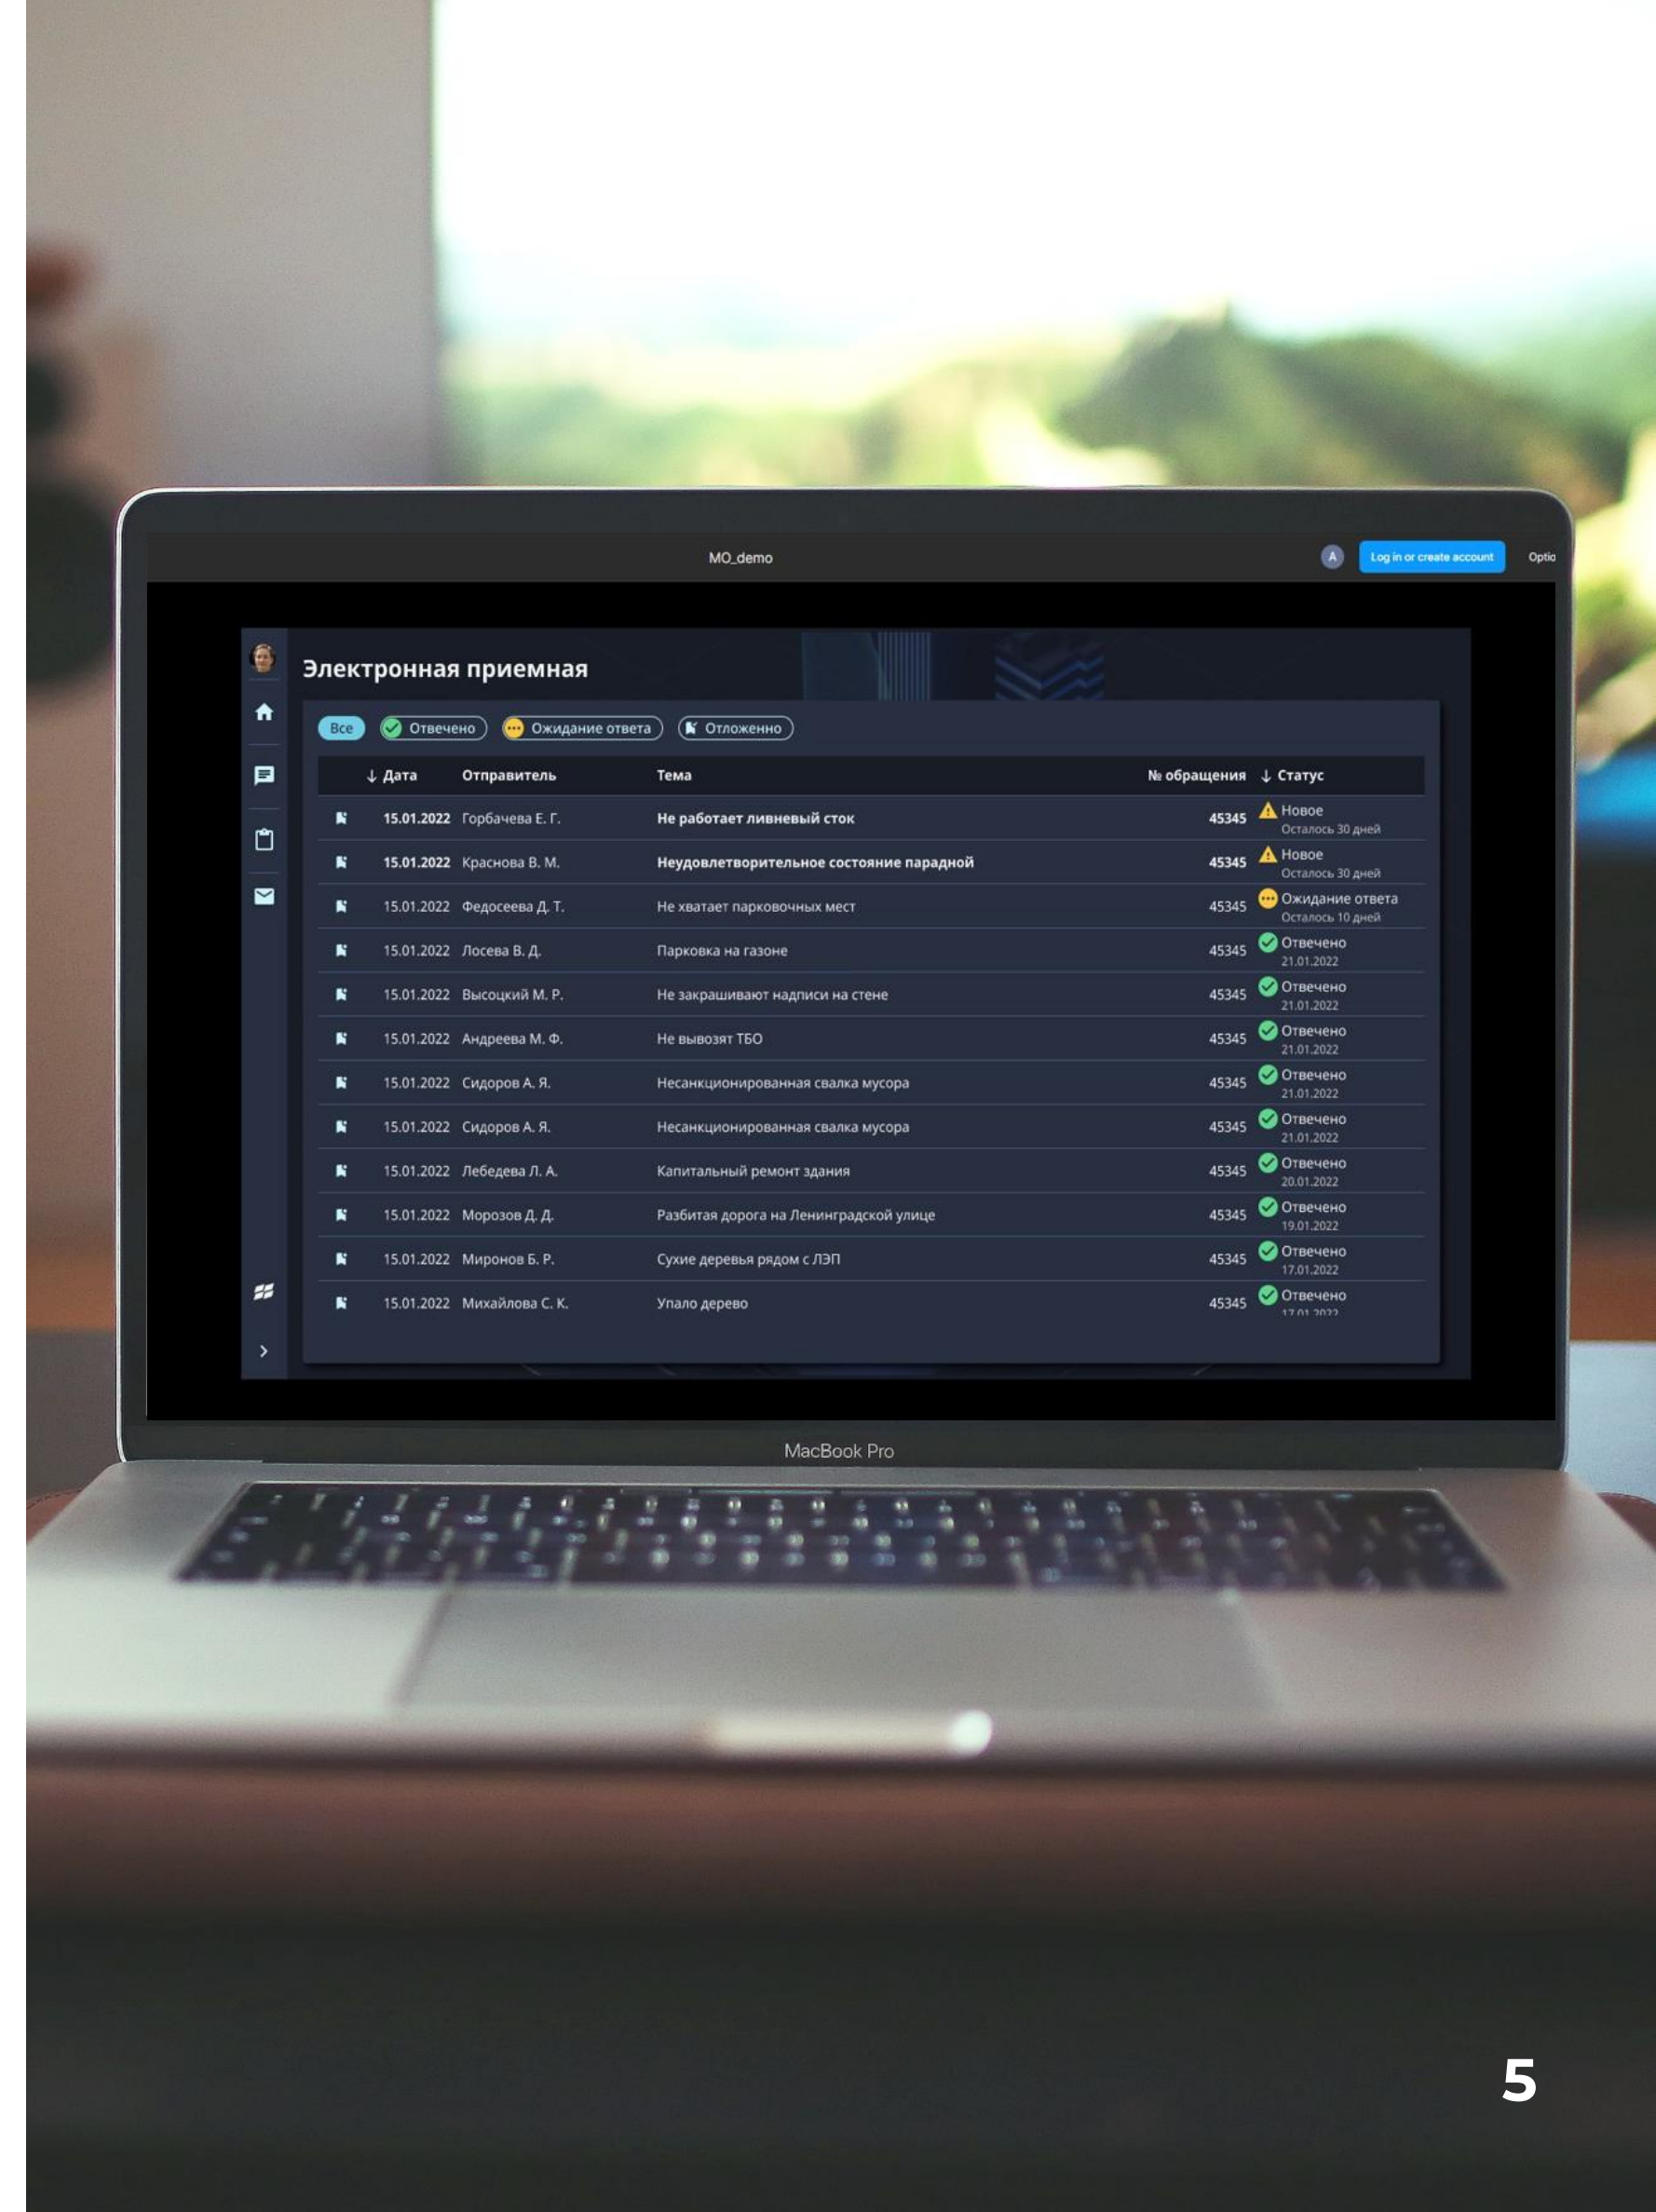 MO_demo
A
Log in or create account
Optio
Электронная приемная
Все
Отвечено
Ожидание ответа
Отложенно
↓ Дата Отправитель Тема № обращения ↓ Статус
15.01.2022 Горбачева Е. Г. Не работает ливневый сток 45345 Новое
Осталось 30 дней
15.01.2022 Краснова В. М. Неудовлетворительное состояние парадной 45345 Новое
Осталось 30 дней
15.01.2022 Федосеева Д. Т. Не хватает парковочных мест 45345 Ожидание ответа
Осталось 10 дней
15.01.2022 Лосева В. Д. Парковка на газоне 45345 Отвечено
21.01.2022
15.01.2022 Высоцкий М. Р. Не закрашивают надписи на стене 45345 Отвечено
21.01.2022
15.01.2022 Андреева М. Ф. Не вывозят ТБО 45345 Отвечено
21.01.2022
15.01.2022 Сидоров А. Я. Несанкционированная свалка мусора 45345 Отвечено
21.01.2022
15.01.2022 Сидоров А. Я. Несанкционированная свалка мусора 45345 Отвечено
21.01.2022
15.01.2022 Лебедева Л. А. Капитальный ремонт здания 45345 Отвечено
20.01.2022
15.01.2022 Морозов Д. Д. Разбитая дорога на Ленинградской улице 45345 Отвечено
19.01.2022
15.01.2022 Миронов Б. Р. Сухие деревья рядом с ЛЭП 45345 Отвечено
17.01.2022
15.01.2022 Михайлова С. К. Упало дерево 45345 Отвечено
17.01.2022
MacBook Pro
5